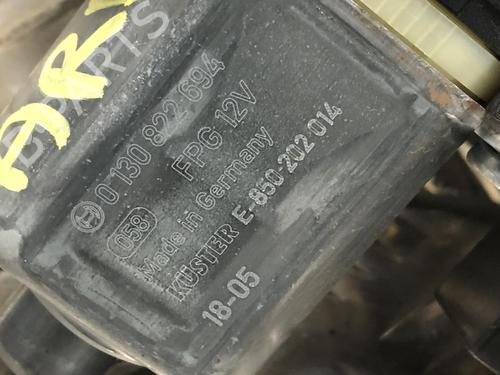 0 130 822 694
058 FPG 12V
Made in Germany
KÜSTER E-850 202 014
18-05
B-PARTS